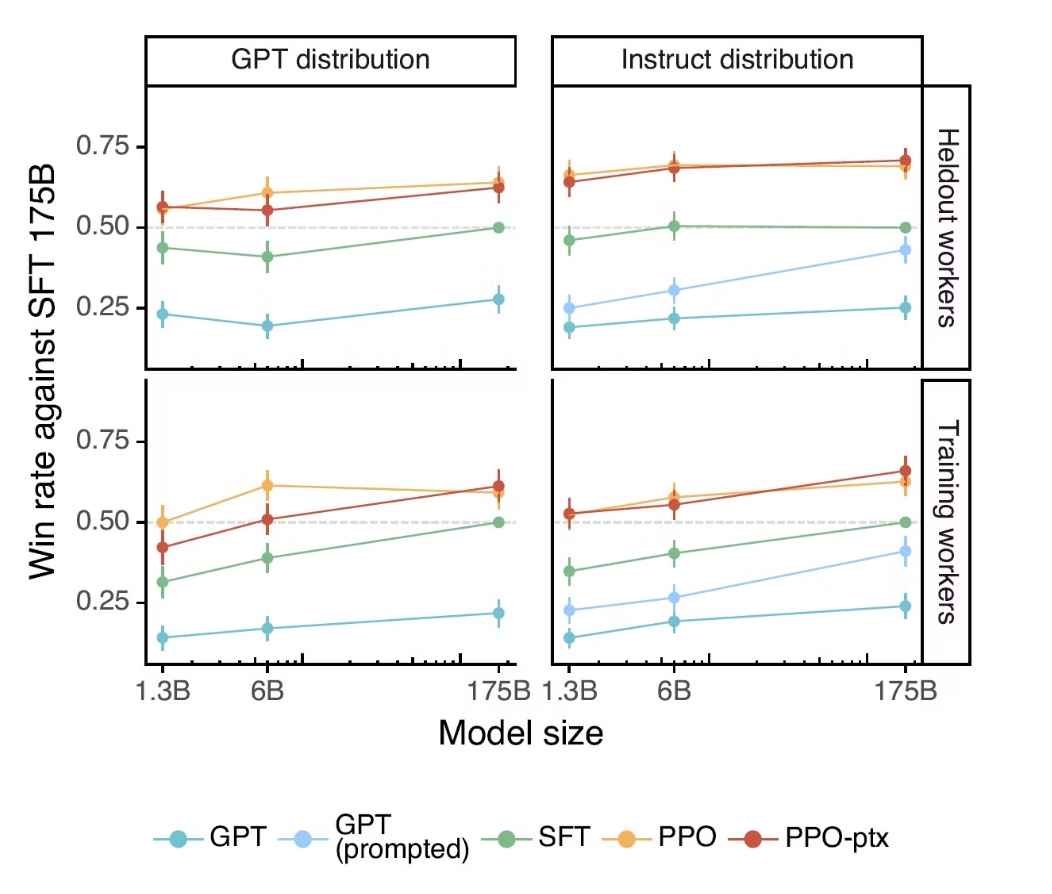 GPT distribution
Instruct distribution
Win rate against SFT 175B
0.75
0.50
0.25
Heldout workers
0.75
0.50
0.25
Training workers
1.3B
6B
175B
1.3B
6B
175B
Model size
GPT
GPT
(prompted)
SFT
PPO
PPO-ptx